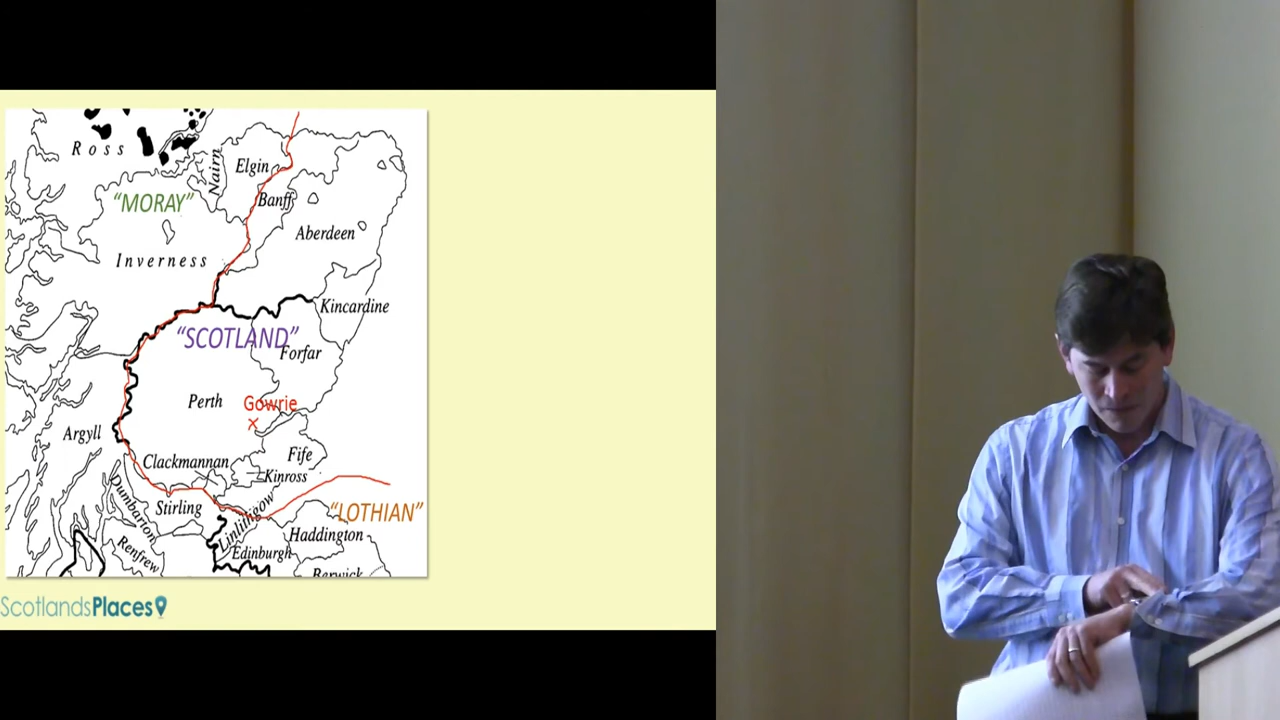 Ross
Elgin
Nairn
Banff
"MORAY"
Aberdeen
Inverness
Kincardine
"SCOTLAND"
Forfar
Perth
Gowrie
Argyll
Fife
Clackmannan
Kinross
Dumbarton
Stirling
Linlithgow
"LOTHIAN"
Haddington
Renfrew
Edinburgh
Berwick
ScotlandsPlaces